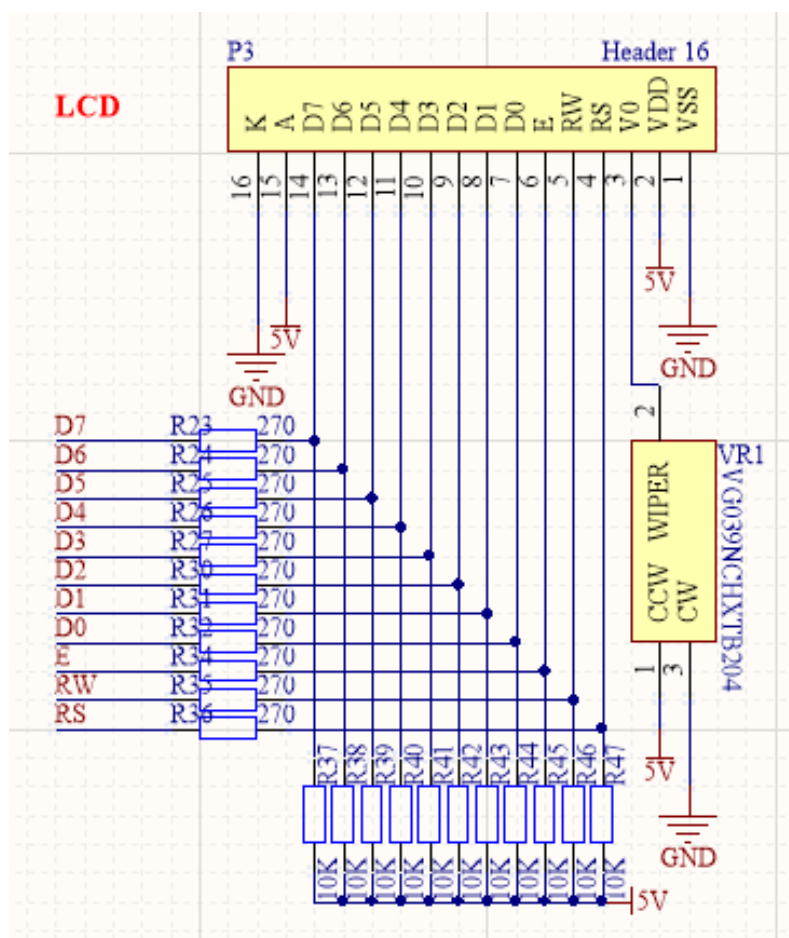 P3 Header 16
LCD
K A D7 D6 D5 D4 D3 D2 D1 D0 E RW RS V0 VDD VSS
16 15 14 13 12 11 10 9 8 7 6 5 4 3 2 1
5V
5V
GND
GND
2
D7 R23 270
D6 R24 270
D5 R25 270
D4 R26 270
D3 R27 270
D2 R30 270
D1 R31 270
D0 R32 270
E R34 270
RW R35 270
RS R36 270
VR1
VG039NCHXTB204
CCW WIPER
CW
1 3
5V
GND
R37 R38 R39 R40 R41 R42 R43 R44 R45 R46 R47
10K 10K 10K 10K 10K 10K 10K 10K 10K 10K 10K
5V